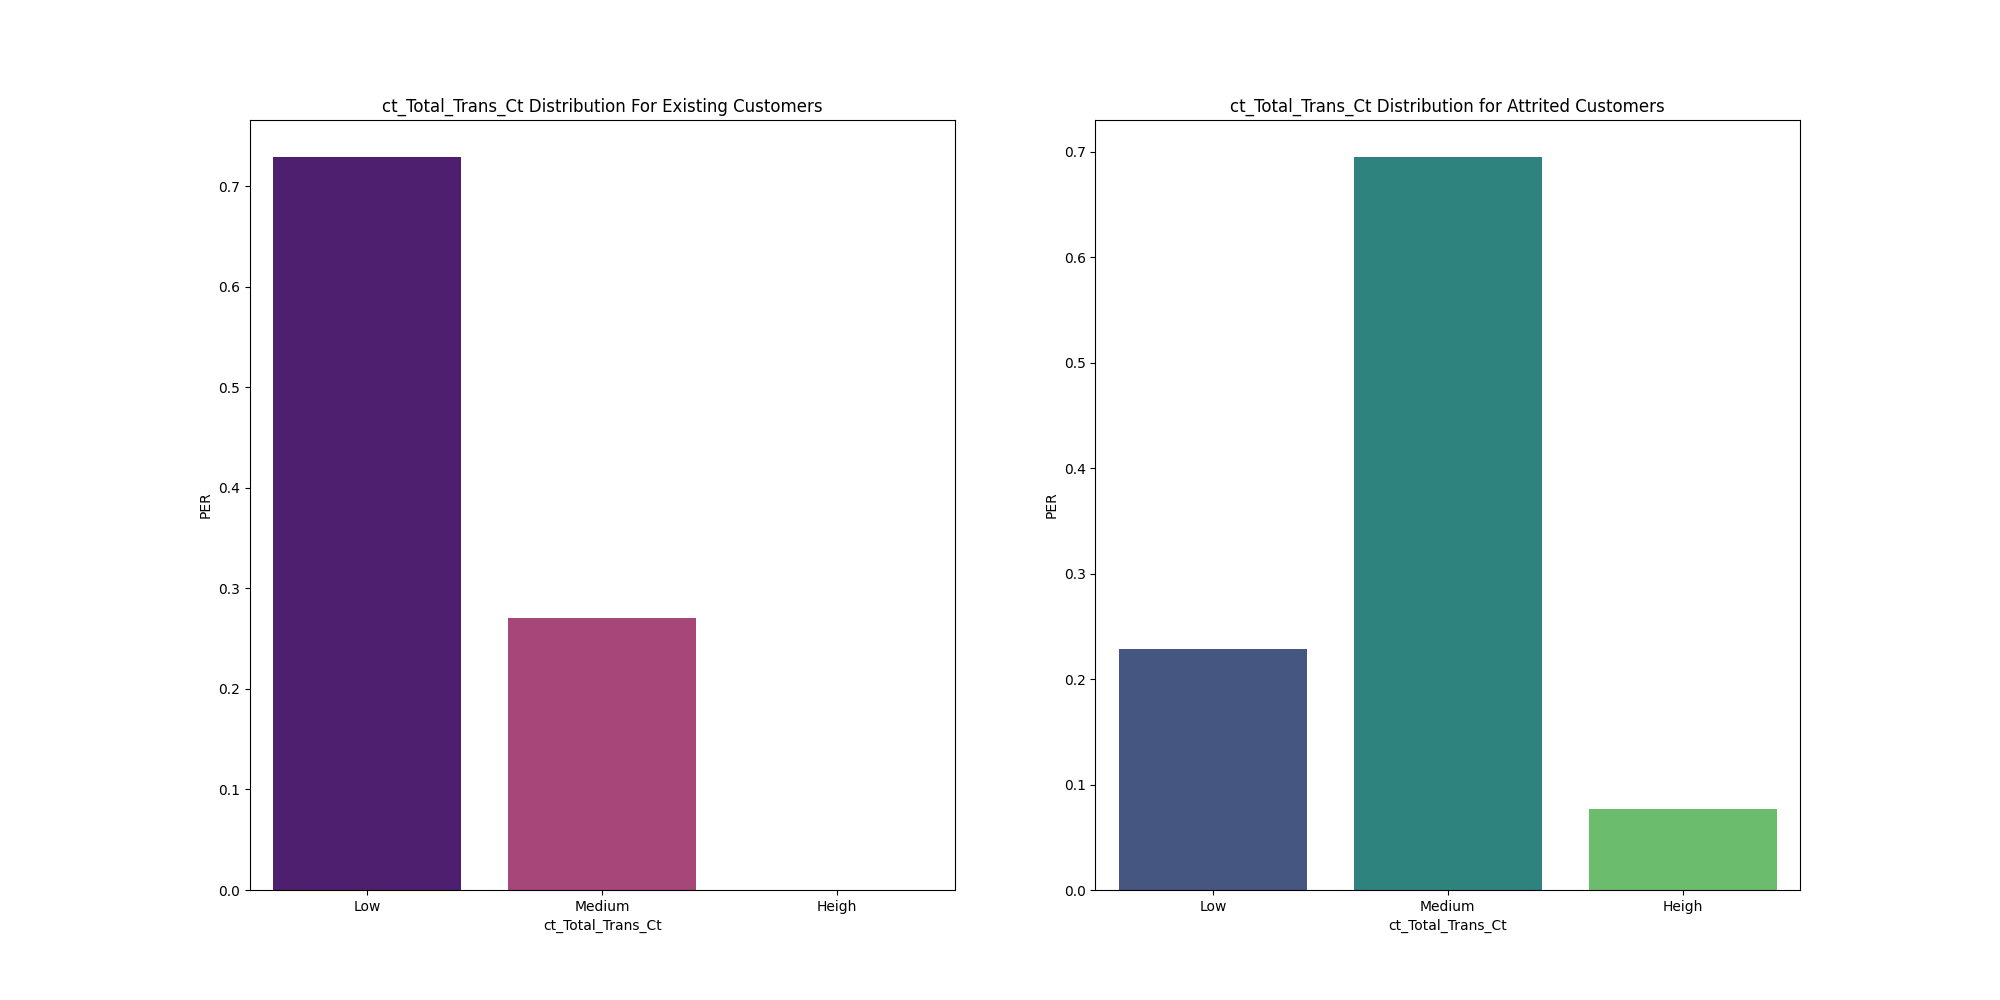 ct_Total_Trans_Ct Distribution For Existing Customers
PER
0.7
0.6
0.5
0.4
0.3
0.2
0.1
0.0
Low Medium Heigh
ct_Total_Trans_Ct
ct_Total_Trans_Ct Distribution for Attrited Customers
PER
0.7
0.6
0.5
0.4
0.3
0.2
0.1
0.0
Low Medium Heigh
ct_Total_Trans_Ct